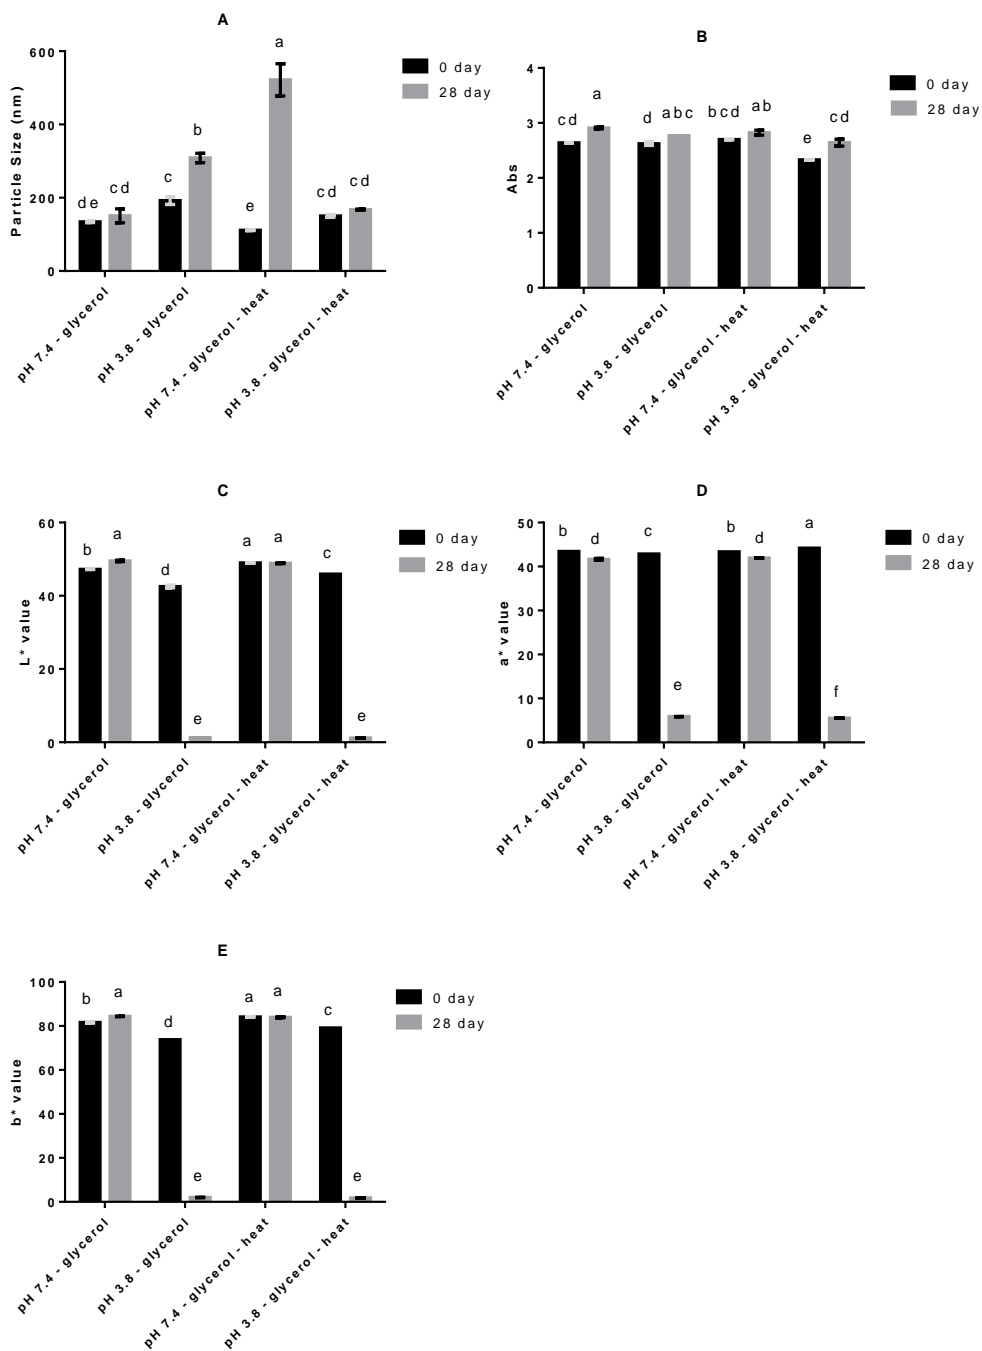 A
Particle Size (nm)
600
400
200
0
de
cd
c
b
e
a
cd
cd
0 day
28 day
pH 7.4 - glycerol
pH 3.8 - glycerol
pH 7.4 - glycerol - heat
pH 3.8 - glycerol - heat
B
Abs
4
3
2
1
0
cd
a
d
abc
bcd
ab
e
cd
0 day
28 day
pH 7.4 - glycerol
pH 3.8 - glycerol
pH 7.4 - glycerol - heat
pH 3.8 - glycerol - heat
C
L* value
60
40
20
0
b
a
d
e
a
a
c
e
0 day
28 day
pH 7.4 - glycerol
pH 3.8 - glycerol
pH 7.4 - glycerol - heat
pH 3.8 - glycerol - heat
D
a* value
50
40
30
20
10
0
b
d
c
e
b
d
a
f
0 day
28 day
pH 7.4 - glycerol
pH 3.8 - glycerol
pH 7.4 - glycerol - heat
pH 3.8 - glycerol - heat
E
b* value
100
80
60
40
20
0
b
a
d
e
a
a
c
e
0 day
28 day
pH 7.4 - glycerol
pH 3.8 - glycerol
pH 7.4 - glycerol - heat
pH 3.8 - glycerol - heat